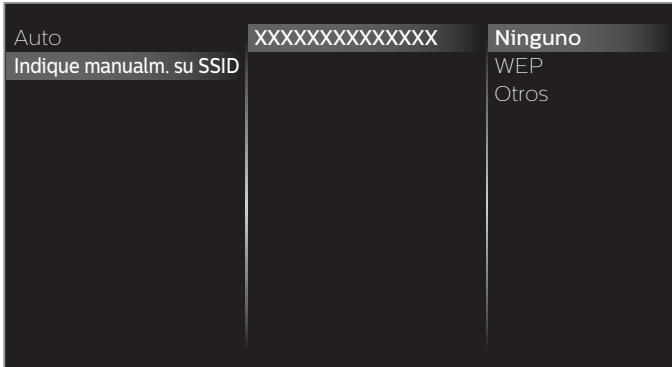 Auto
Indique manualm. su SSID
XXXXXXXXXXXXXX
Ninguno
WEP
Otros